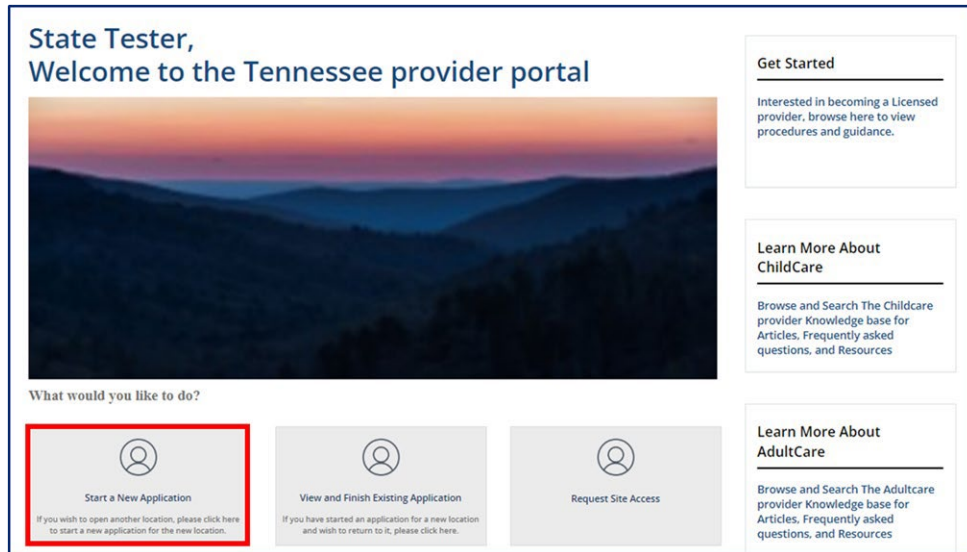 State Tester,
Welcome to the Tennessee provider portal
What would you like to do?
Start a New Application
If you wish to open another location, please click here
to start a new application for the new location.
View and Finish Existing Application
If you have started an application for a new location
and wish to return to it, please click here.
Request Site Access
Get Started
Interested in becoming a Licensed
provider, browse here to view
procedures and guidance.
Learn More About
ChildCare
Browse and Search The Childcare
provider Knowledge base for
Articles, Frequently asked
questions, and Resources
Learn More About
AdultCare
Browse and Search The Adultcare
provider Knowledge base for
Articles, Frequently asked
questions, and Resources